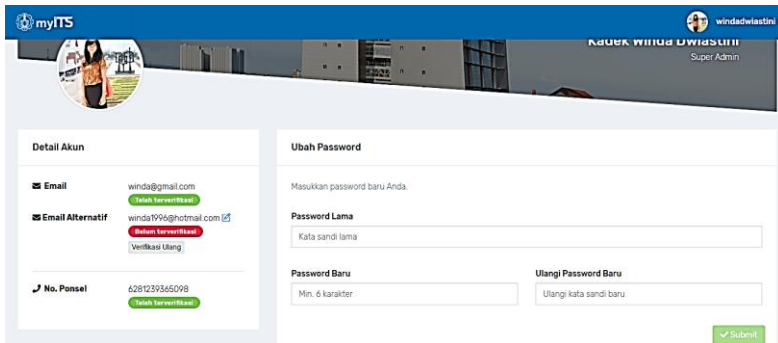 myITS
windadwiastini
Kadek Winda Dwiastini
Super Admin
Detail Akun
Email
winda@gmail.com
Telah terverifikasi
Email Alternatif
winda1996@hotmail.com
Belum terverifikasi
Verifikasi Ulang
No. Ponsel
6281239365098
Telah terverifikasi
Ubah Password
Masukkan password baru Anda.
Password Lama
Kata sandi lama
Password Baru
Ulangi Password Baru
Min. 6 karakter
Ulangi kata sandi baru
Submit